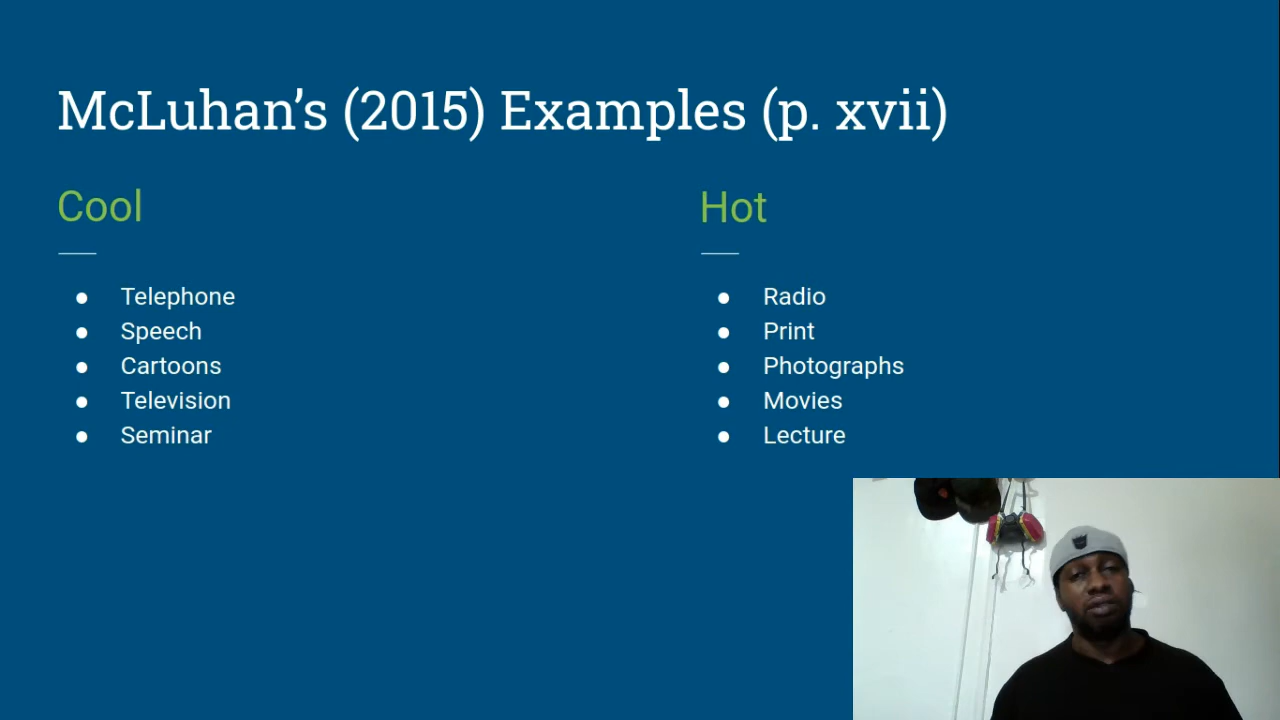 McLuhan’s (2015) Examples (p. xvii)
Cool
● Telephone
● Speech
● Cartoons
● Television
● Seminar
Hot
● Radio
● Print
● Photographs
● Movies
● Lecture